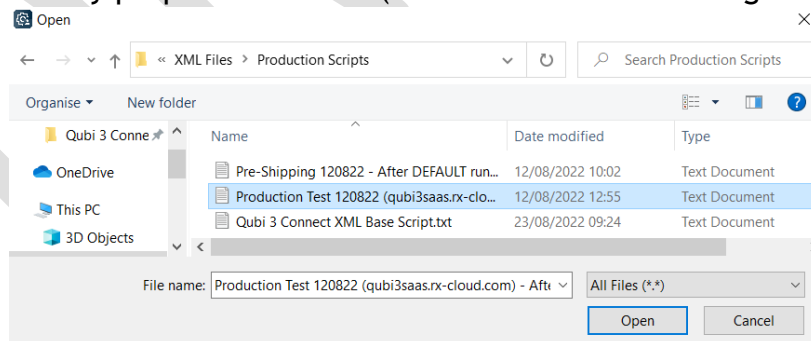 Open
« XML Files > Production Scripts
Search Production Scripts
Organise
New folder
Qubi 3 Conne
OneDrive
This PC
3D Objects
Name Date modified Type
Pre-Shipping 120822 - After DEFAULT run... 12/08/2022 10:02 Text Document
Production Test 120822 (qubi3saas.rx-clo... 12/08/2022 12:55 Text Document
Qubi 3 Connect XML Base Script.txt 23/08/2022 09:24 Text Document
File name: Production Test 120822 (qubi3saas.rx-cloud.com) - Afte
All Files (*.*)
Open Cancel